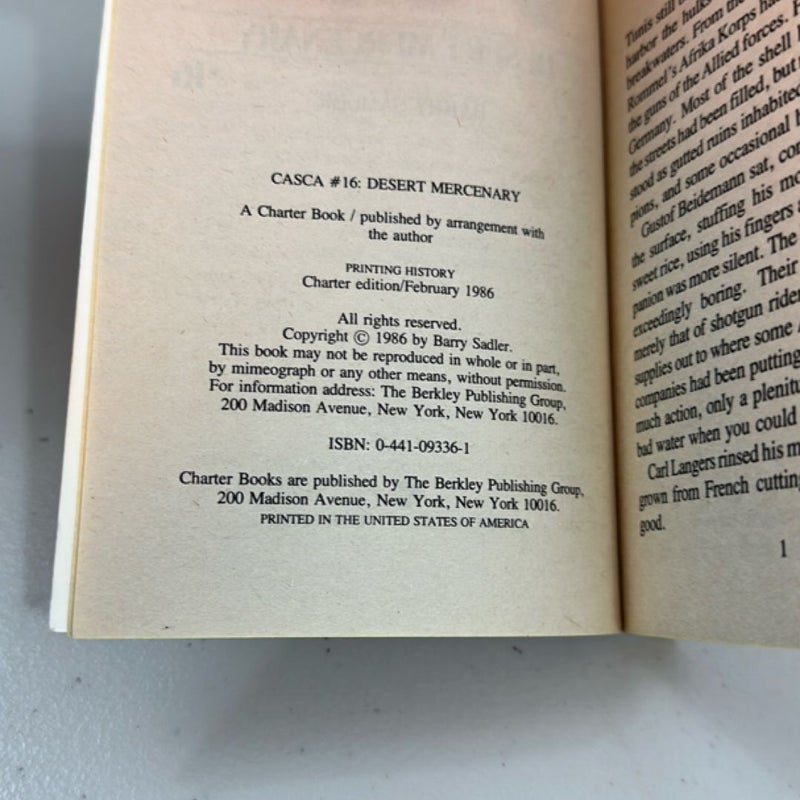 CASCA #16: DESERT MERCENARY
A Charter Book / published by arrangement with
the author
PRINTING HISTORY
Charter edition/February 1986
All rights reserved.
Copyright © 1986 by Barry Sadler.
This book may not be reproduced in whole or in part,
by mimeograph or any other means, without permission.
For information address: The Berkley Publishing Group,
200 Madison Avenue, New York, New York 10016.
ISBN: 0-441-09336-1
Charter Books are published by The Berkley Publishing Group,
200 Madison Avenue, New York, New York 10016.
PRINTED IN THE UNITED STATES OF AMERICA
Tunis still
harbor the hulks
breakwaters. From the
Rommel's Afrika Korps
the guns of the Allied forces.
Germany. Most of the shell
the streets had been filled, but
stood as gutted ruins inhabited
pions, and some occasional
Gustof Beidemann sat,
the surface, stuffing his
sweet rice, using his fingers
panion was more silent. The
exceedingly boring. Their
merely that of shotgun
supplies out to where some
companies had been putting
much action, only a
bad water when you could
Carl Langers rinsed his
grown from French
good.
1